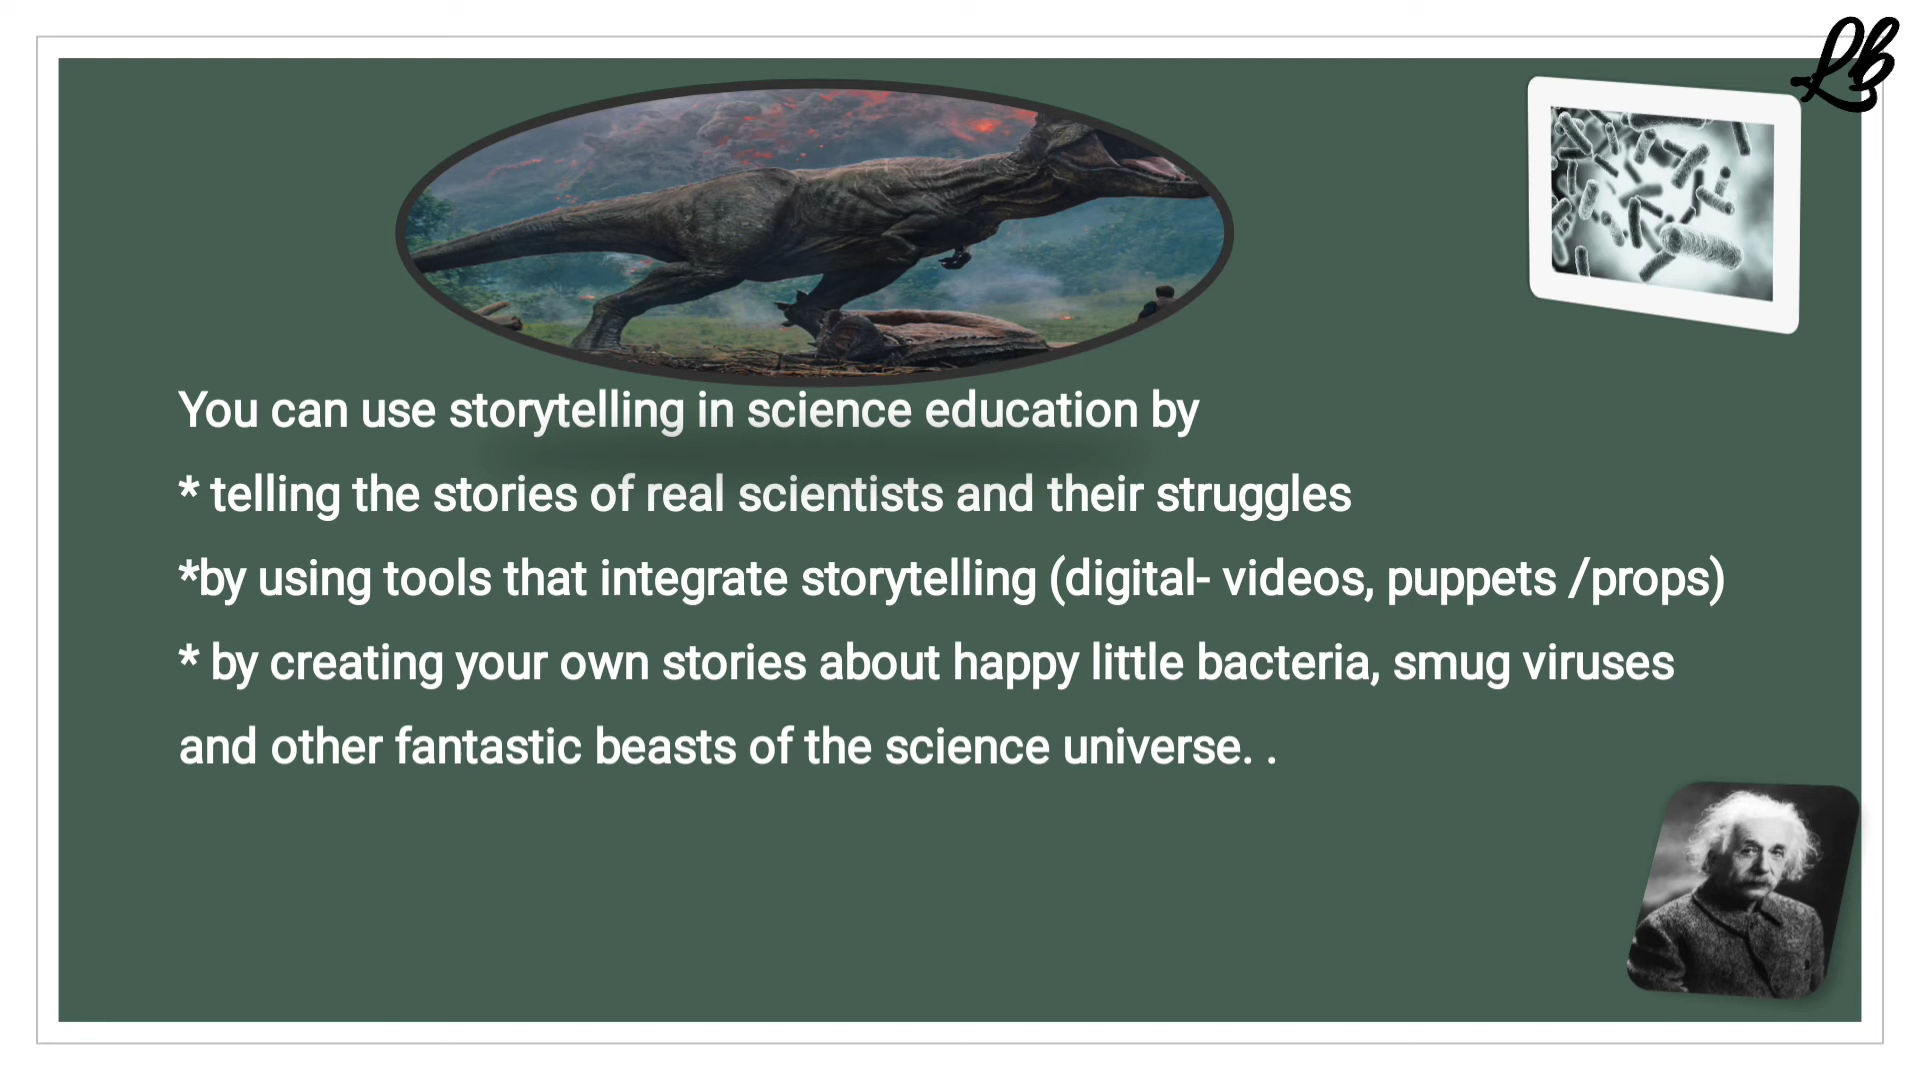 LB
You can use storytelling in science education by
* telling the stories of real scientists and their struggles
*by using tools that integrate storytelling (digital- videos, puppets /props)
* by creating your own stories about happy little bacteria, smug viruses
and other fantastic beasts of the science universe. .